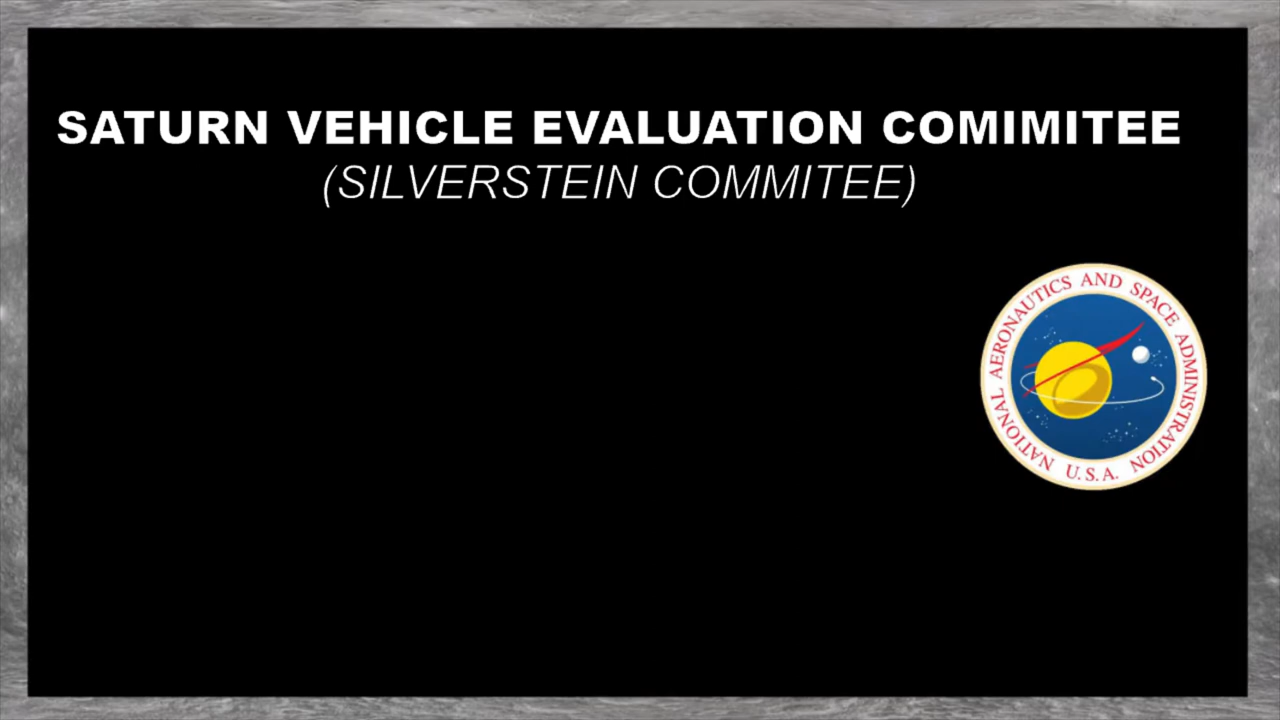 SATURN VEHICLE EVALUATION COMIMITEE
(SILVERSTEIN COMMITEE)
NATIONAL AERONAUTICS AND SPACE ADMINISTRATION
U.S.A.